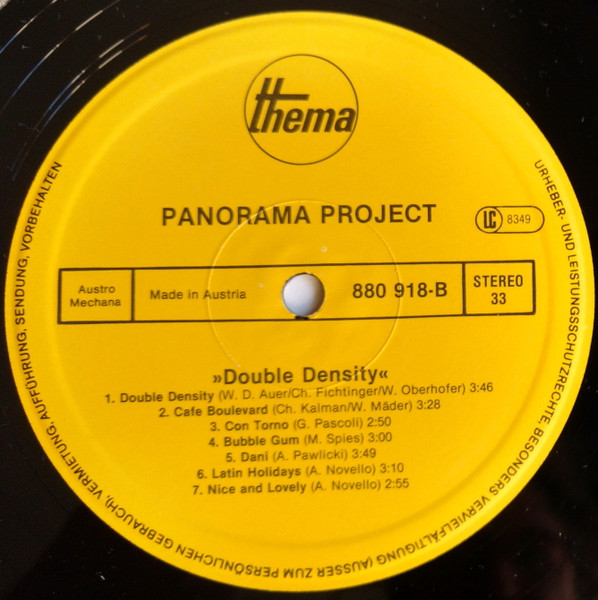 thema
PANORAMA PROJECT
LC 8349
Austro
Mechana
Made in Austria
880 918-B
STEREO
33
»Double Density«
1. Double Density (W. D. Auer/Ch. Fichtinger/W. Oberhofer) 3:46
2. Cafe Boulevard (Ch. Kalman/W. Mäder) 3:28
3. Con Torno (G. Pascoli) 2:50
4. Bubble Gum (M. Spies) 3:00
5. Dani (A. Pawlicki) 3:49
6. Latin Holidays (A. Novello) 3:10
7. Nice and Lovely (A. Novello) 2:55
URHEBER- UND LEISTUNGSSCHUTZRECHTE, BESONDERS VERVIELFÄLTIGUNG (AUSSER ZUM PERSÖNLICHEN GEBRAUCH), VERMIETUNG, AUFFÜHRUNG, SENDUNG, VORBEHALTEN